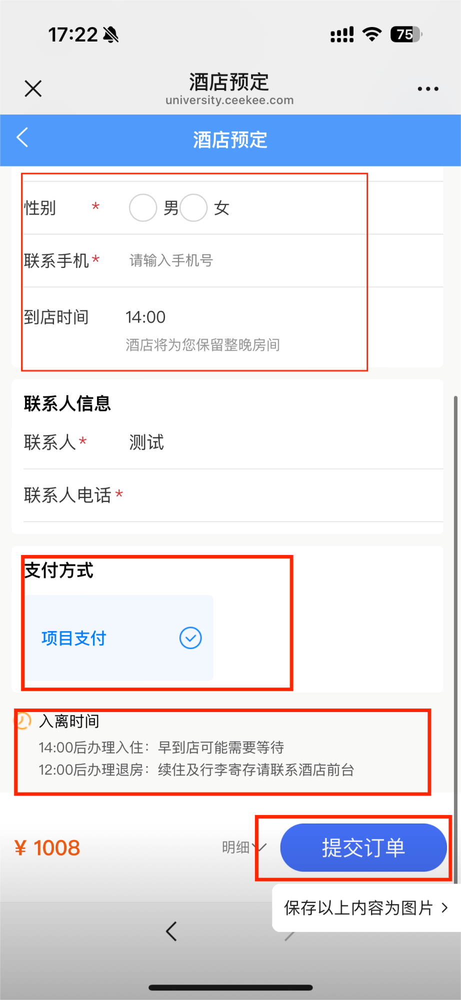 17:22
75
酒店预定
university.ceekee.com
酒店预定
性别 * 男 女
联系手机* 请输入手机号
到店时间 14:00
酒店将为您保留整晚房间
联系人信息
联系人* 测试
联系人电话*
支付方式
项目支付
入离时间
14:00后办理入住：早到店可能需要等待
12:00后办理退房：续住及行李寄存请联系酒店前台
¥ 1008 明细 提交订单
保存以上内容为图片